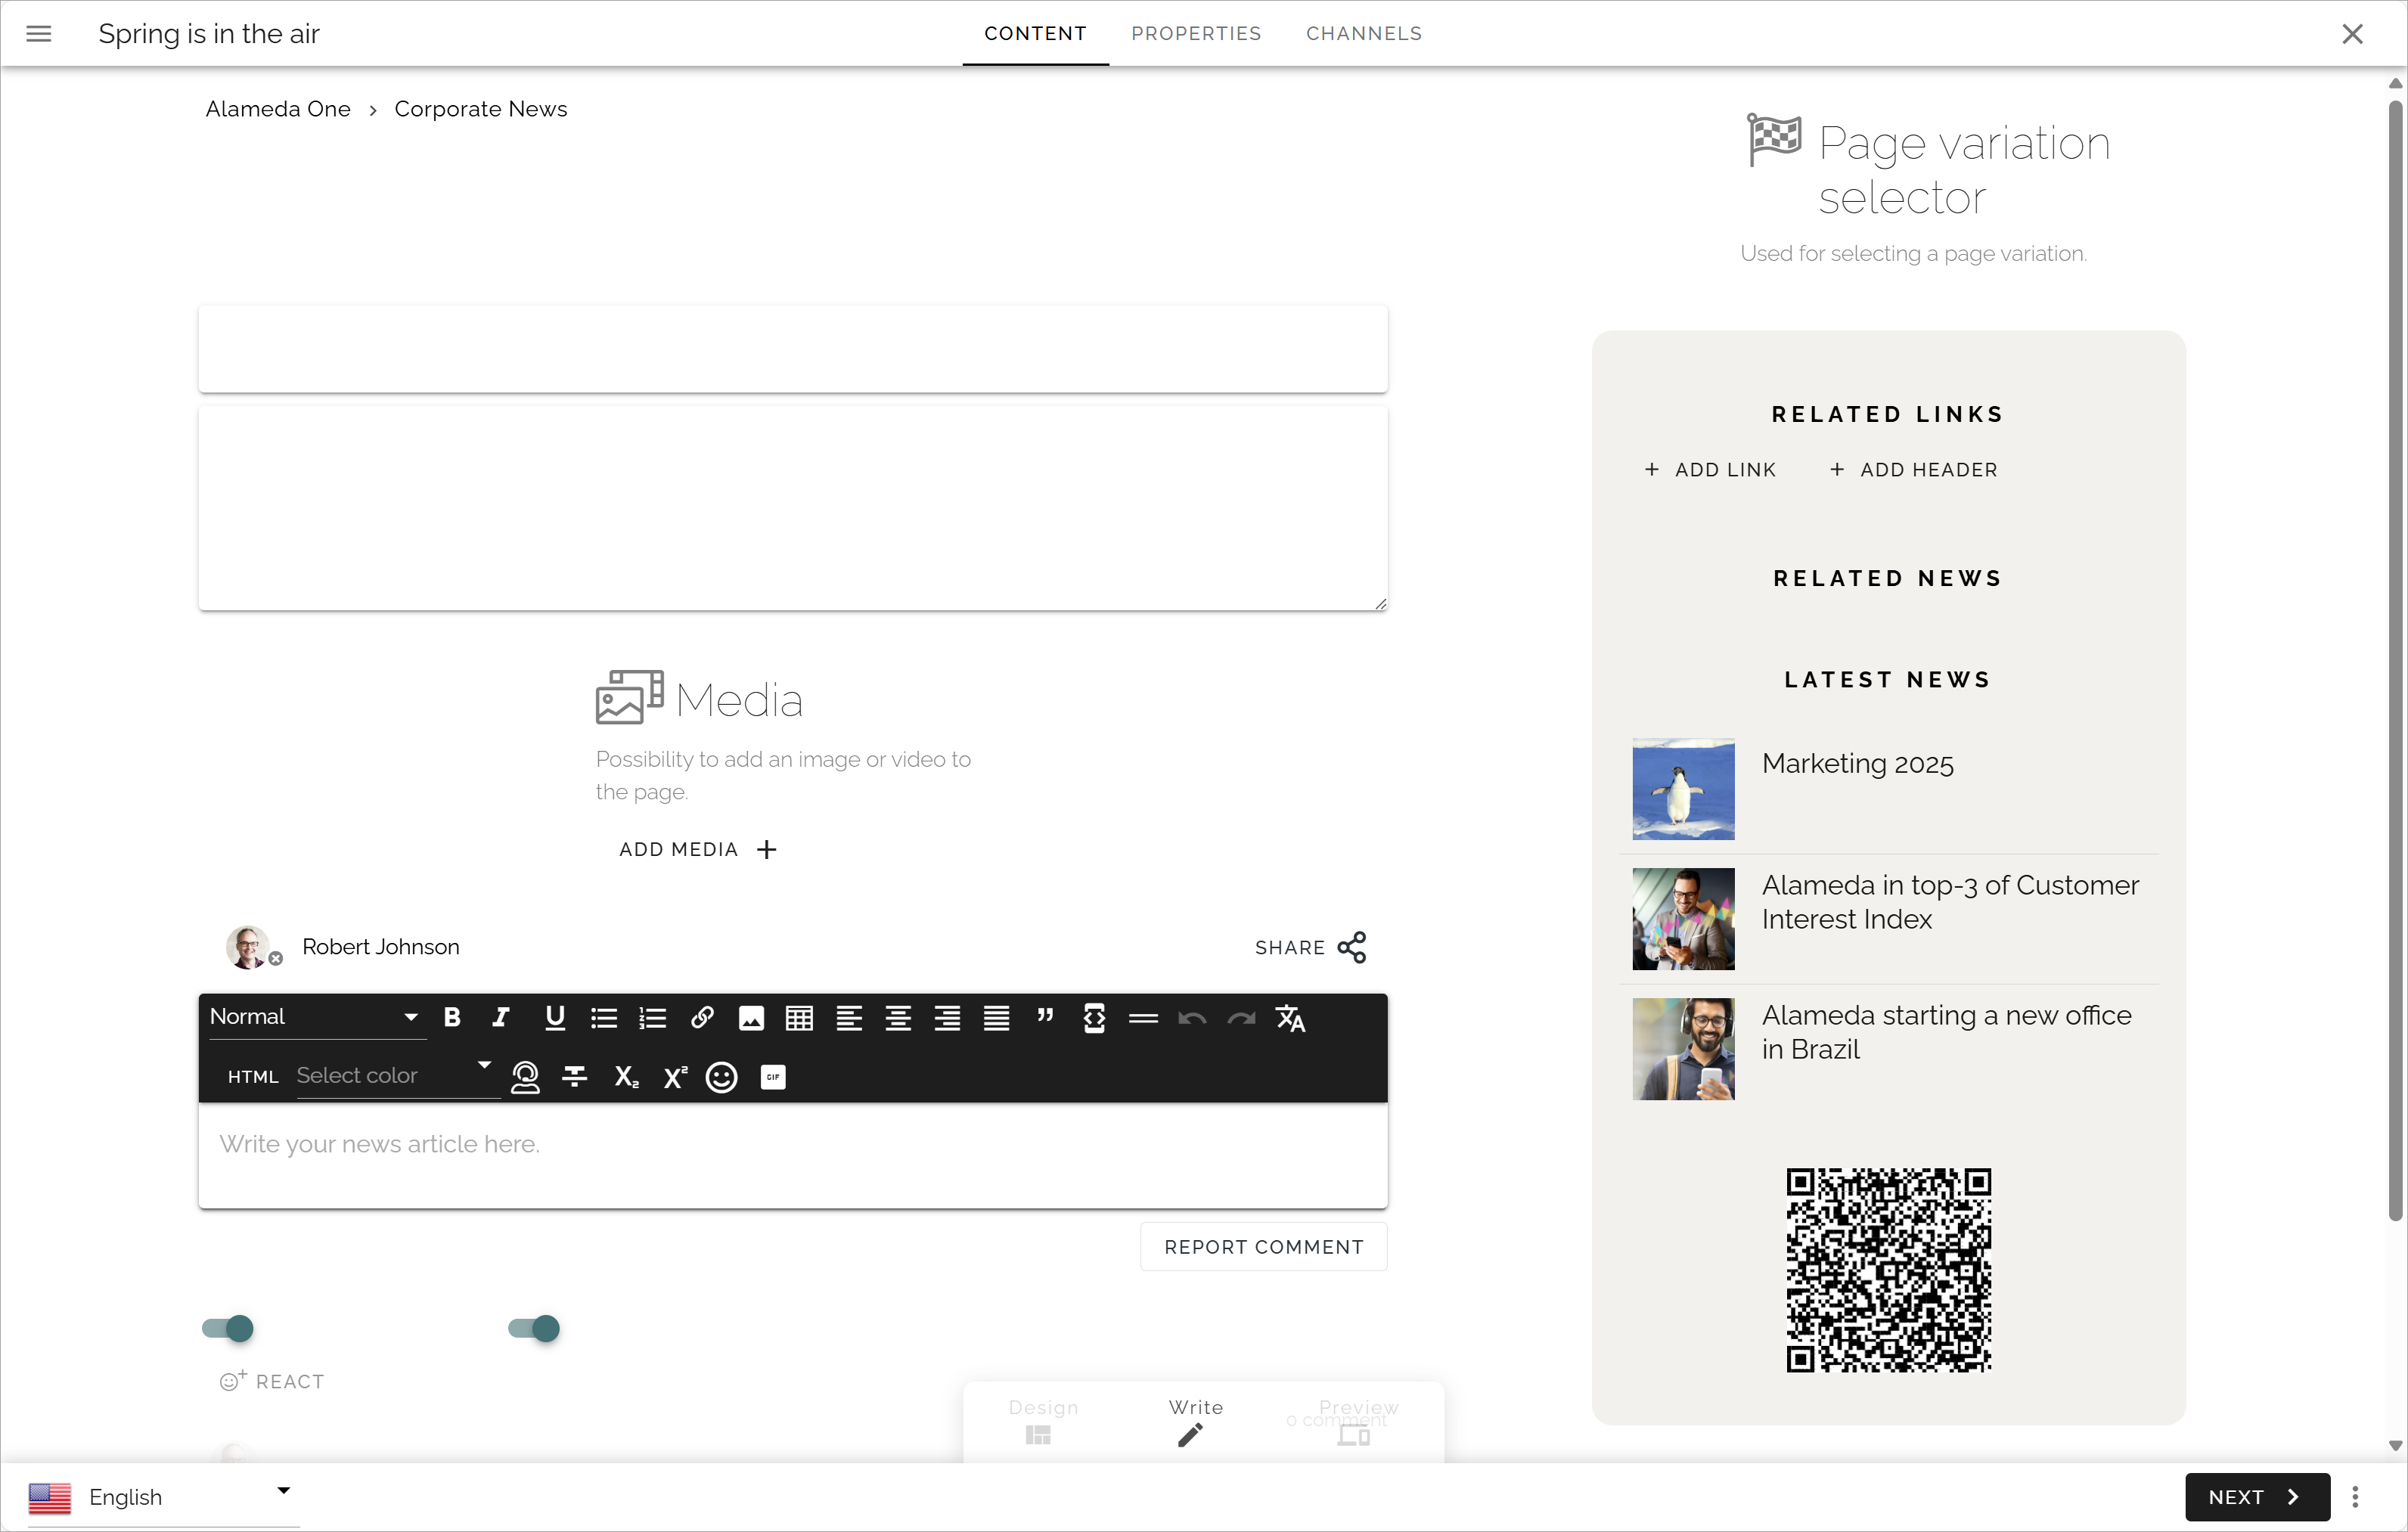 Spring is in the air
CONTENT
PROPERTIES
CHANNELS
Alameda One > Corporate News
Page variation
selector
Used for selecting a page variation.
RELATED LINKS
+ ADD LINK
+ ADD HEADER
RELATED NEWS
LATEST NEWS
Marketing 2025
Alameda in top-3 of Customer
Interest Index
Alameda starting a new office
in Brazil
Media
Possibility to add an image or video to
the page.
ADD MEDIA +
Robert Johnson
SHARE
Normal
HTML
Select color
GIF
Write your news article here.
REPORT COMMENT
REACT
Design
Write
Preview
0 comment
English
NEXT